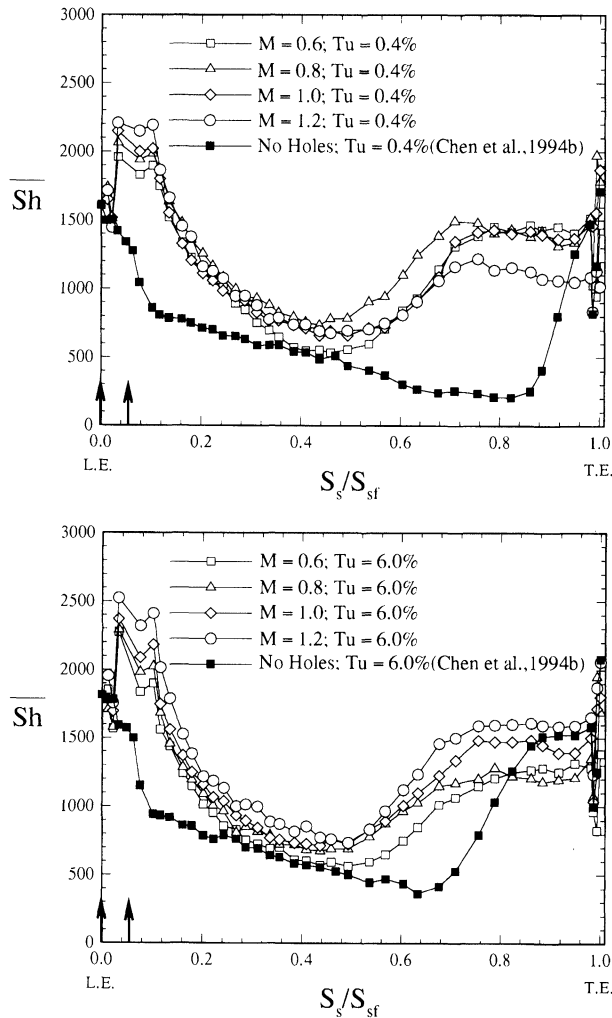 3000
2500
2000
1500
1000
500
0
Sh
M = 0.6; Tu = 0.4%
M = 0.8; Tu = 0.4%
M = 1.0; Tu = 0.4%
M = 1.2; Tu = 0.4%
No Holes; Tu = 0.4%(Chen et al.,1994b)
0.0 0.2 0.4 0.6 0.8 1.0
L.E. T.E.
Ss/Ssf
3000
2500
2000
1500
1000
500
0
Sh
M = 0.6; Tu = 6.0%
M = 0.8; Tu = 6.0%
M = 1.0; Tu = 6.0%
M = 1.2; Tu = 6.0%
No Holes; Tu = 6.0%(Chen et al.,1994b)
0.0 0.2 0.4 0.6 0.8 1.0
L.E. T.E.
Ss/Ssf